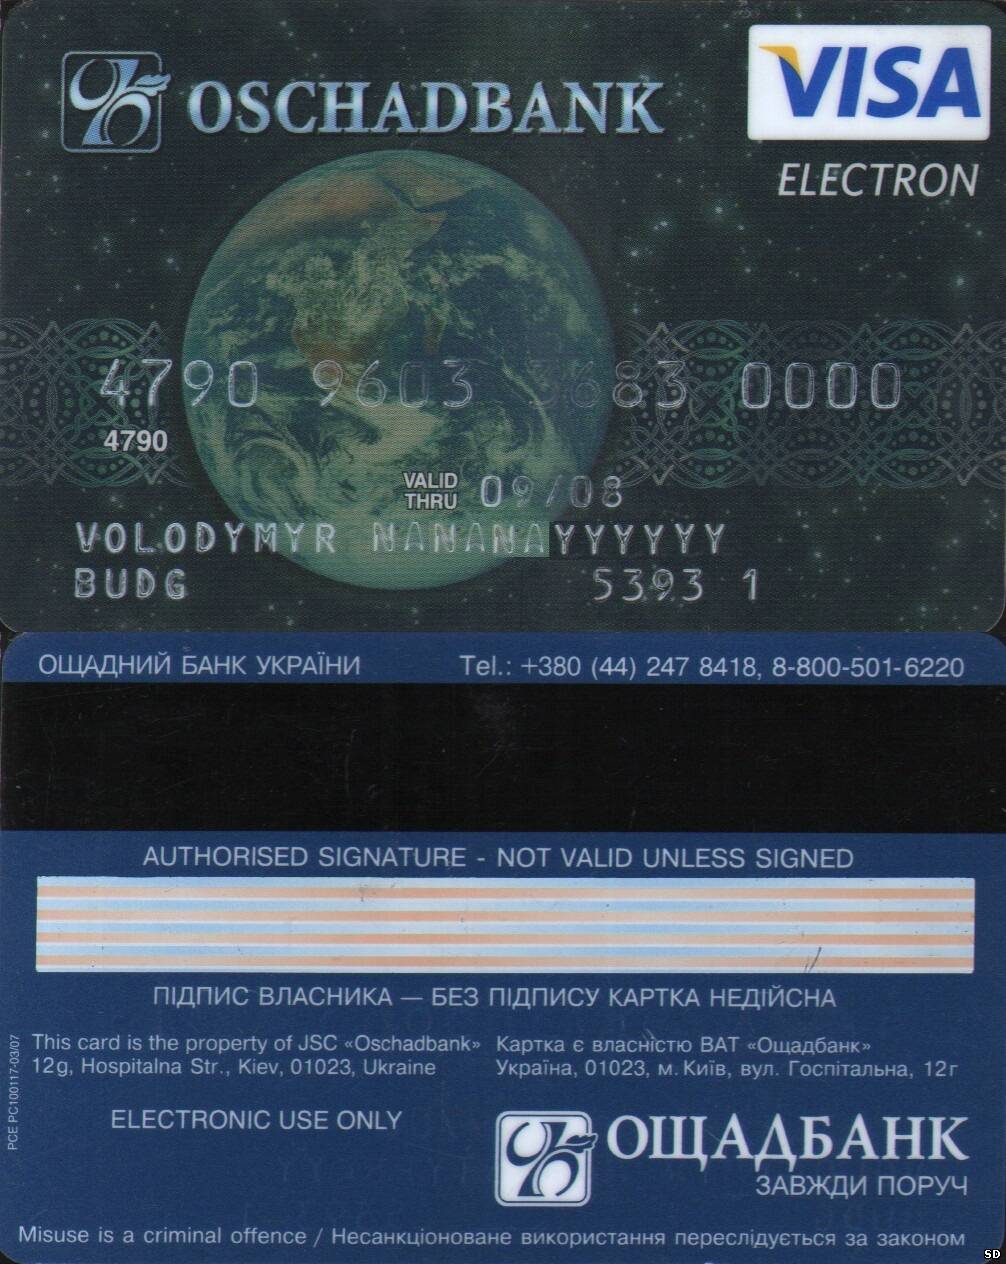 OSCHADBANK
VISA
ELECTRON
4790 9603 3683 0000
4790
VALID THRU 09/08
VOLODYMYR NANANAYYYYYY
BUDG 5393 1
ОЩАДНИЙ БАНК УКРАЇНИ Tel.: +380 (44) 247 8418, 8-800-501-6220
AUTHORISED SIGNATURE - NOT VALID UNLESS SIGNED
ПІДПИС ВЛАСНИКА — БЕЗ ПІДПИСУ КАРТКА НЕДІЙСНА
This card is the property of JSC «Oschadbank»
12g, Hospitalna Str., Kiev, 01023, Ukraine
Картка є власністю ВАТ «Ощадбанк»
Україна, 01023, м. Київ, вул. Госпітальна, 12г
PCE PC100117-03/07
ELECTRONIC USE ONLY
ОЩАДБАНК
ЗАВЖДИ ПОРУЧ
Misuse is a criminal offence / Несанкціоноване використання переслідується за законом
SD